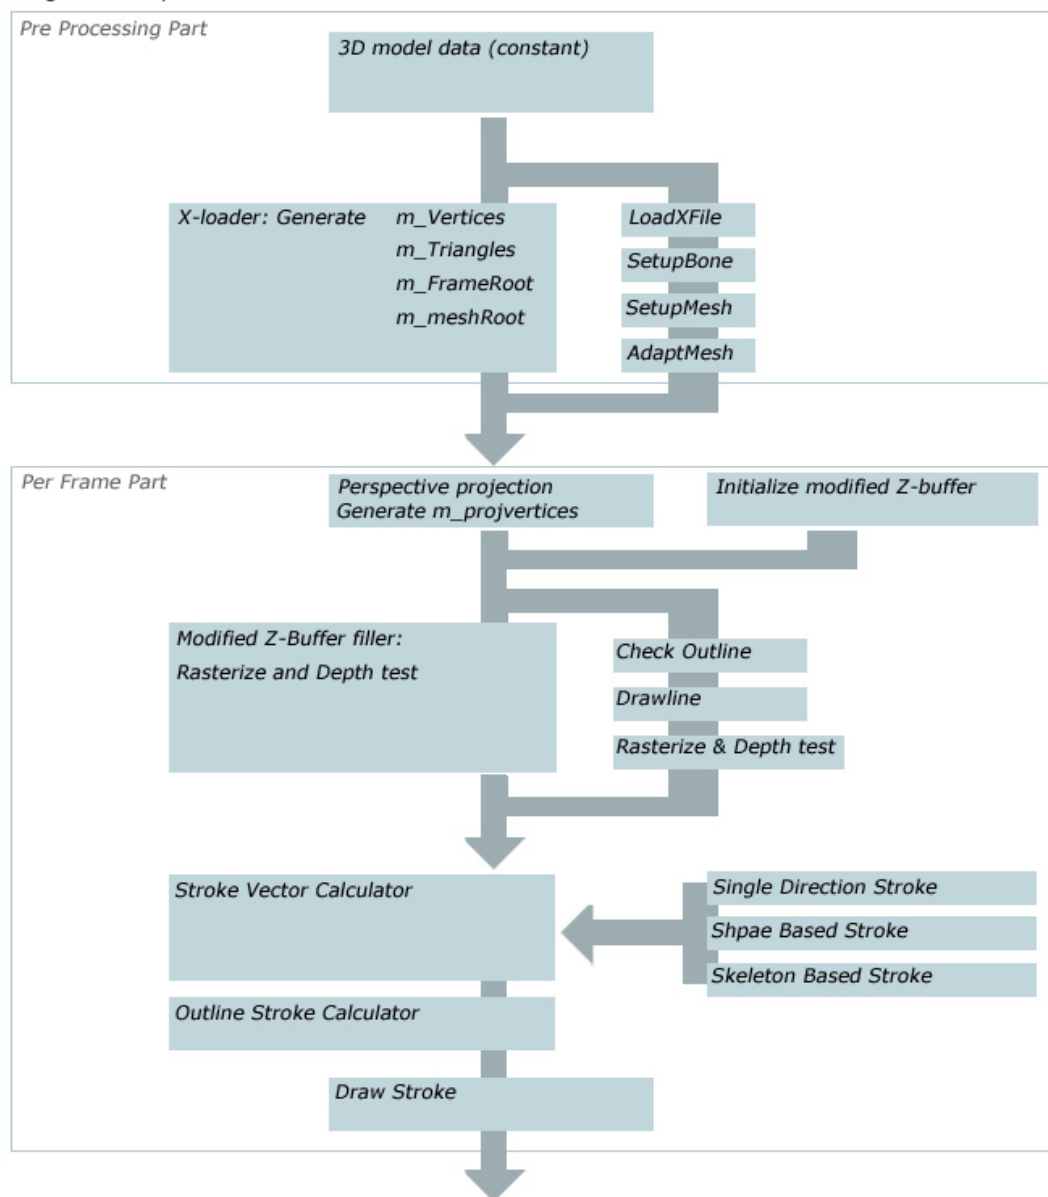 Pre Processing Part
3D model data (constant)
X-loader: Generate m_Vertices
m_Triangles
m_FrameRoot
m_meshRoot
LoadXFile
SetupBone
SetupMesh
AdaptMesh
Per Frame Part
Perspective projection
Generate m_projvertices
Initialize modified Z-buffer
Modified Z-Buffer filler:
Rasterize and Depth test
Check Outline
Drawline
Rasterize & Depth test
Stroke Vector Calculator
Single Direction Stroke
Shpae Based Stroke
Skeleton Based Stroke
Outline Stroke Calculator
Draw Stroke